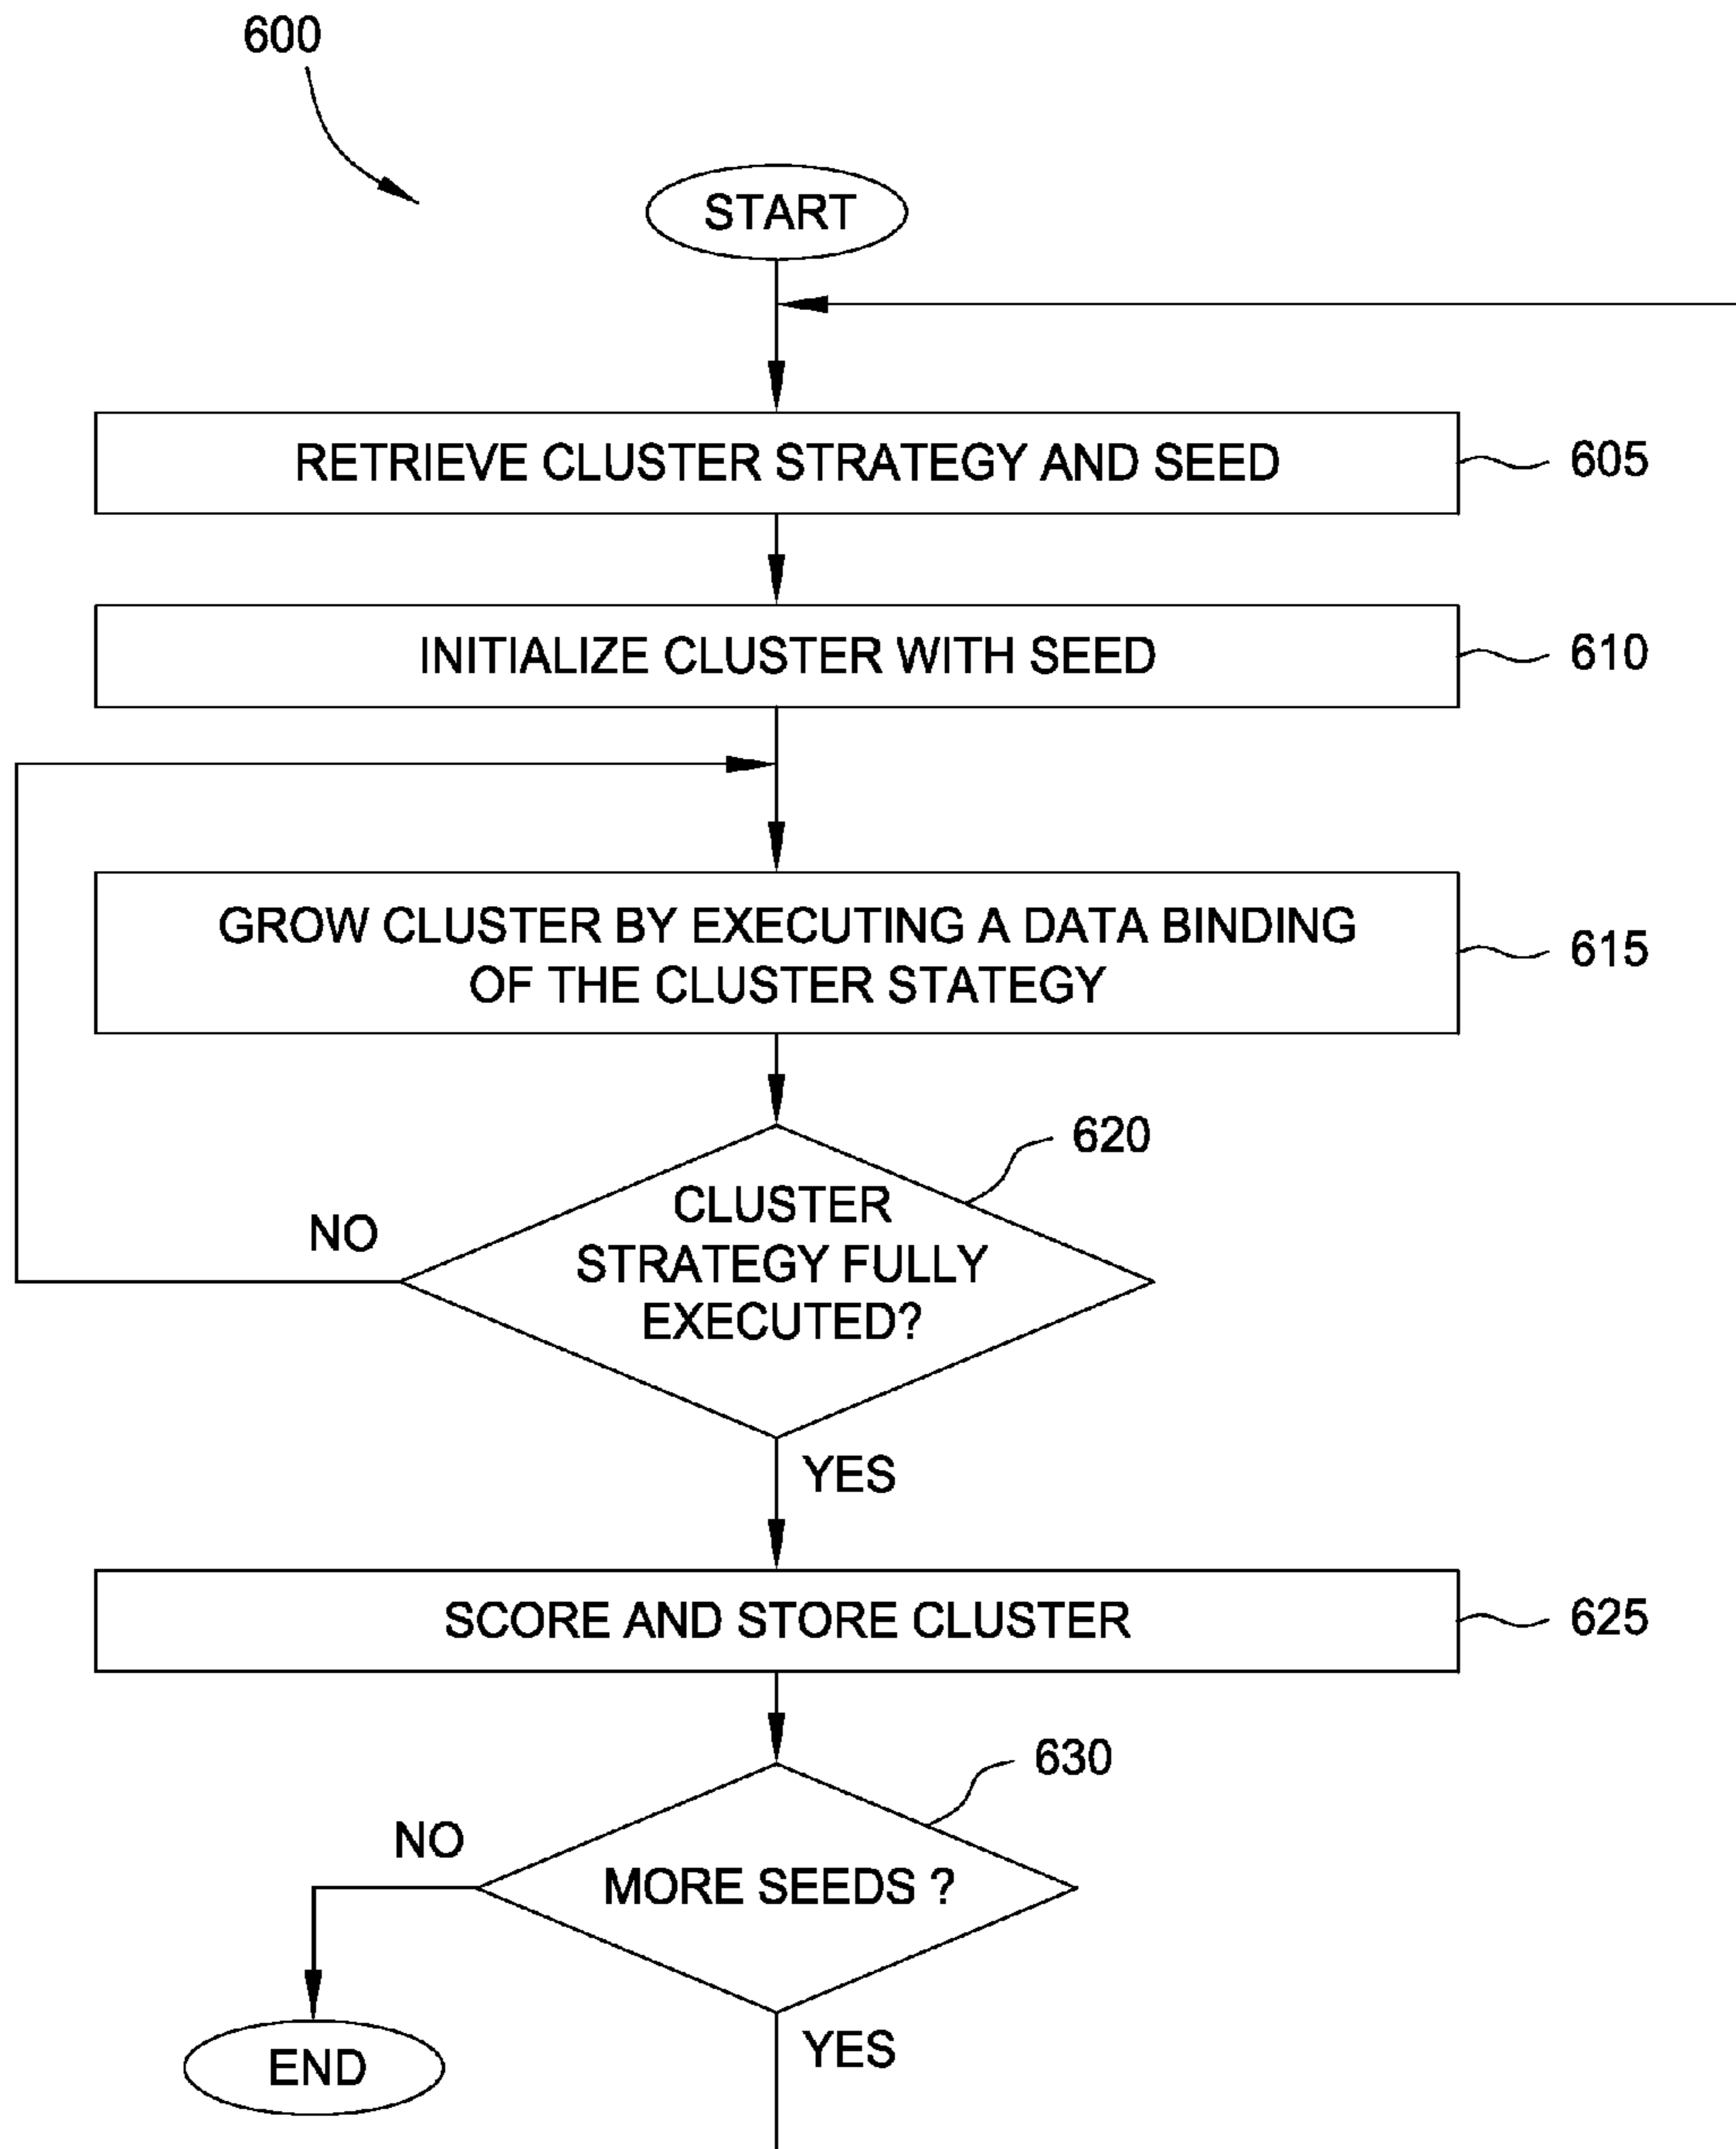 600
START
RETRIEVE CLUSTER STRATEGY AND SEED
605
INITIALIZE CLUSTER WITH SEED
610
GROW CLUSTER BY EXECUTING A DATA BINDING
OF THE CLUSTER STATEGY
615
620
CLUSTER
STRATEGY FULLY
EXECUTED?
NO
YES
SCORE AND STORE CLUSTER
625
630
NO
MORE SEEDS ?
YES
END